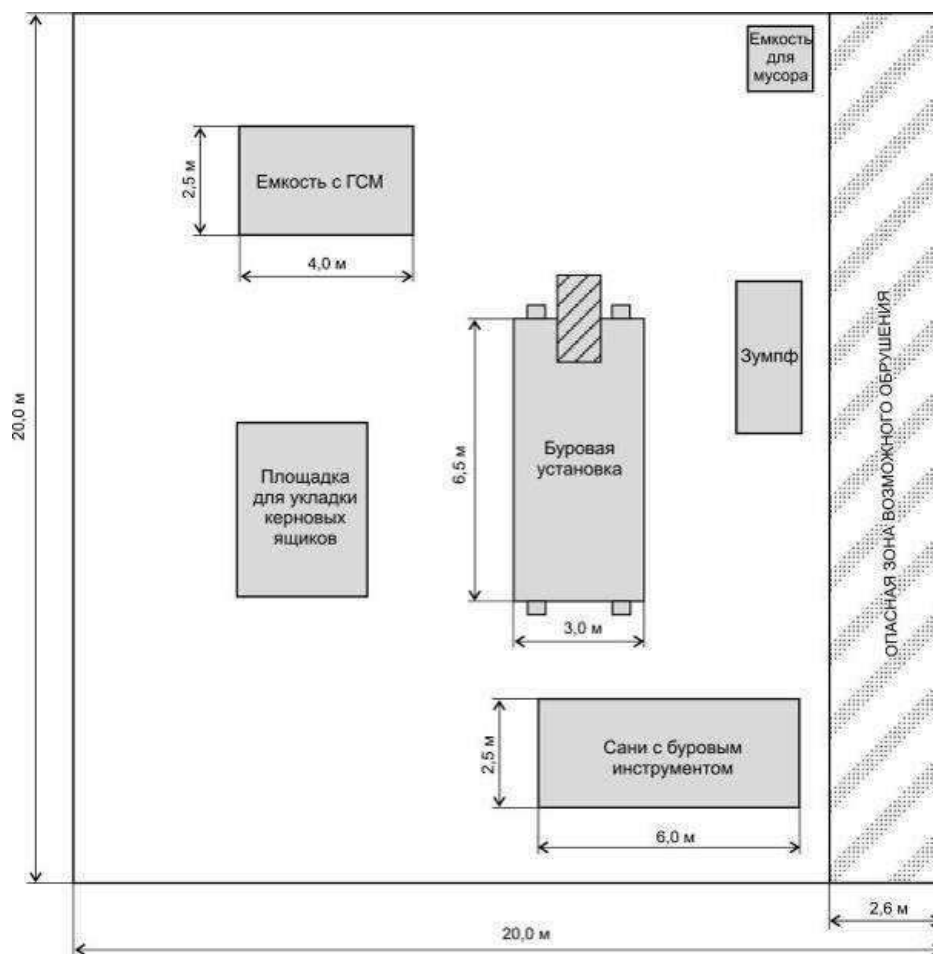 Емкость
для
мусора
2,5 м
Емкость с ГСМ
4,0 м
20,0 м
Зумпф
ОПАСНАЯ ЗОНА ВОЗМОЖНОГО ОБРУШЕНИЯ
6,5 м
Буровая
установка
Площадка
для укладки
керновых
ящиков
3,0 м
2,5 м
Сани с буровым
инструментом
6,0 м
2,6 м
20,0 м